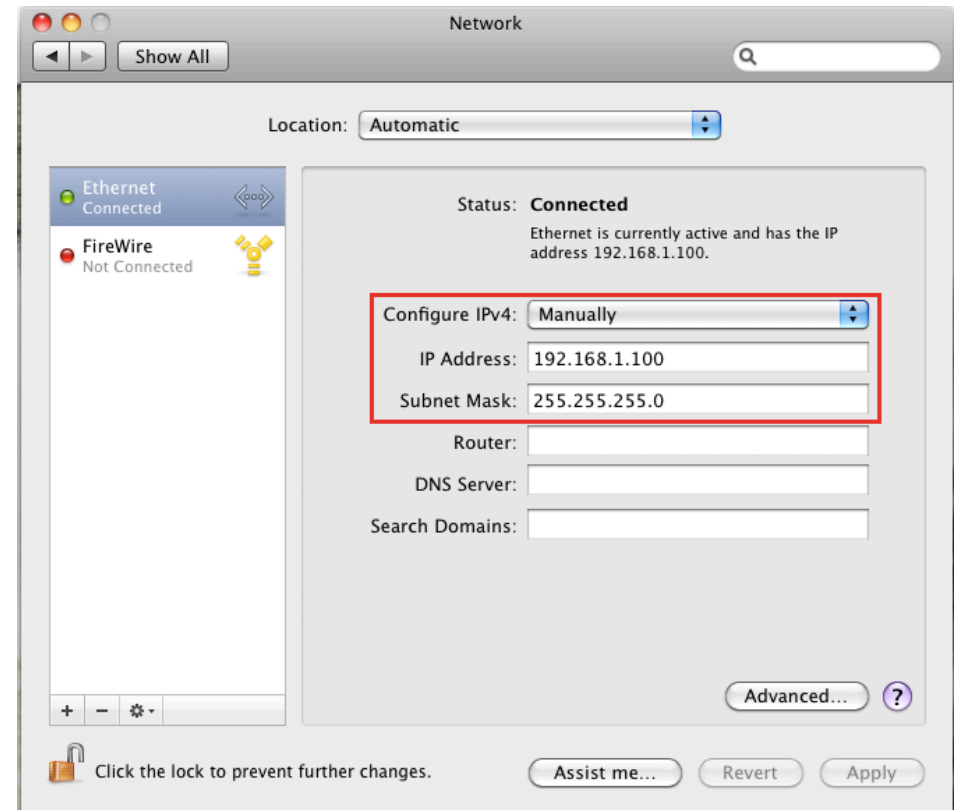 Network
Show All
Location: Automatic
Ethernet
Connected
FireWire
Not Connected
Status: Connected
Ethernet is currently active and has the IP
address 192.168.1.100.
Configure IPv4: Manually
IP Address: 192.168.1.100
Subnet Mask: 255.255.255.0
Router:
DNS Server:
Search Domains:
Advanced... ?
Click the lock to prevent further changes.
Assist me... Revert Apply